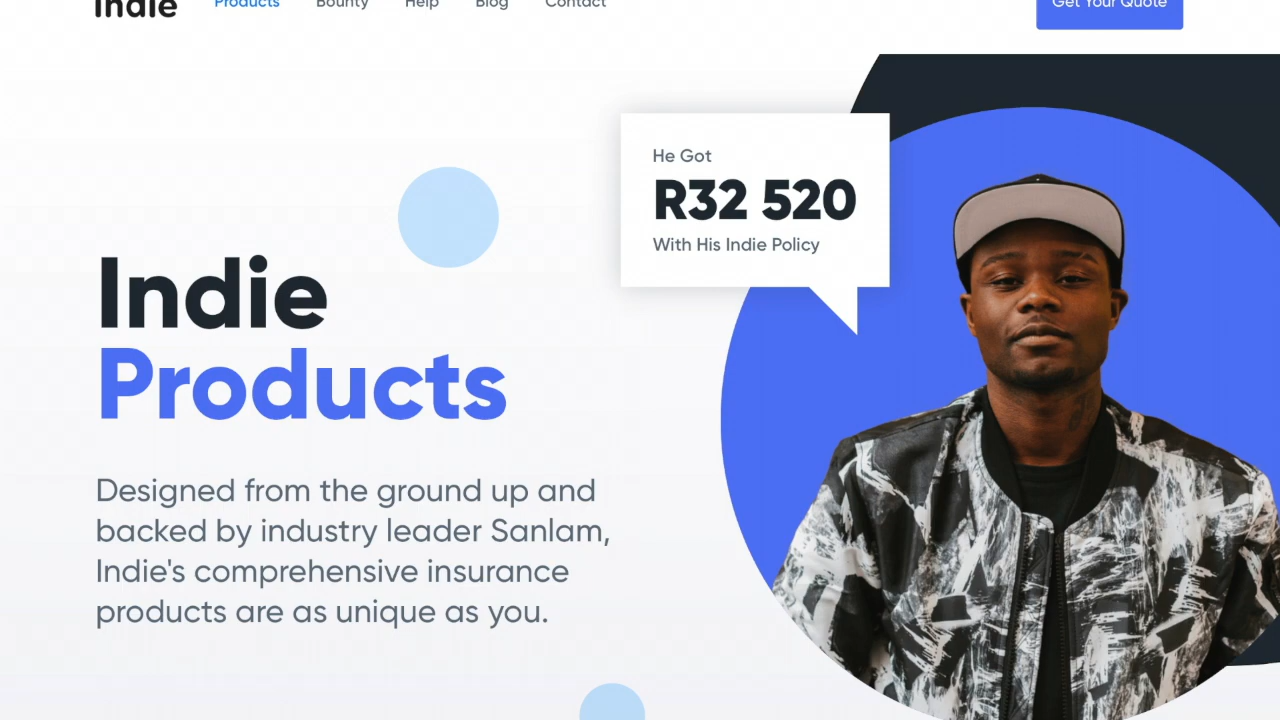 Indie Products Bounty Help Blog Contact Get Your Quote
He Got
R32 520
With His Indie Policy
Indie
Products
Designed from the ground up and
backed by industry leader Sanlam,
Indie's comprehensive insurance
products are as unique as you.